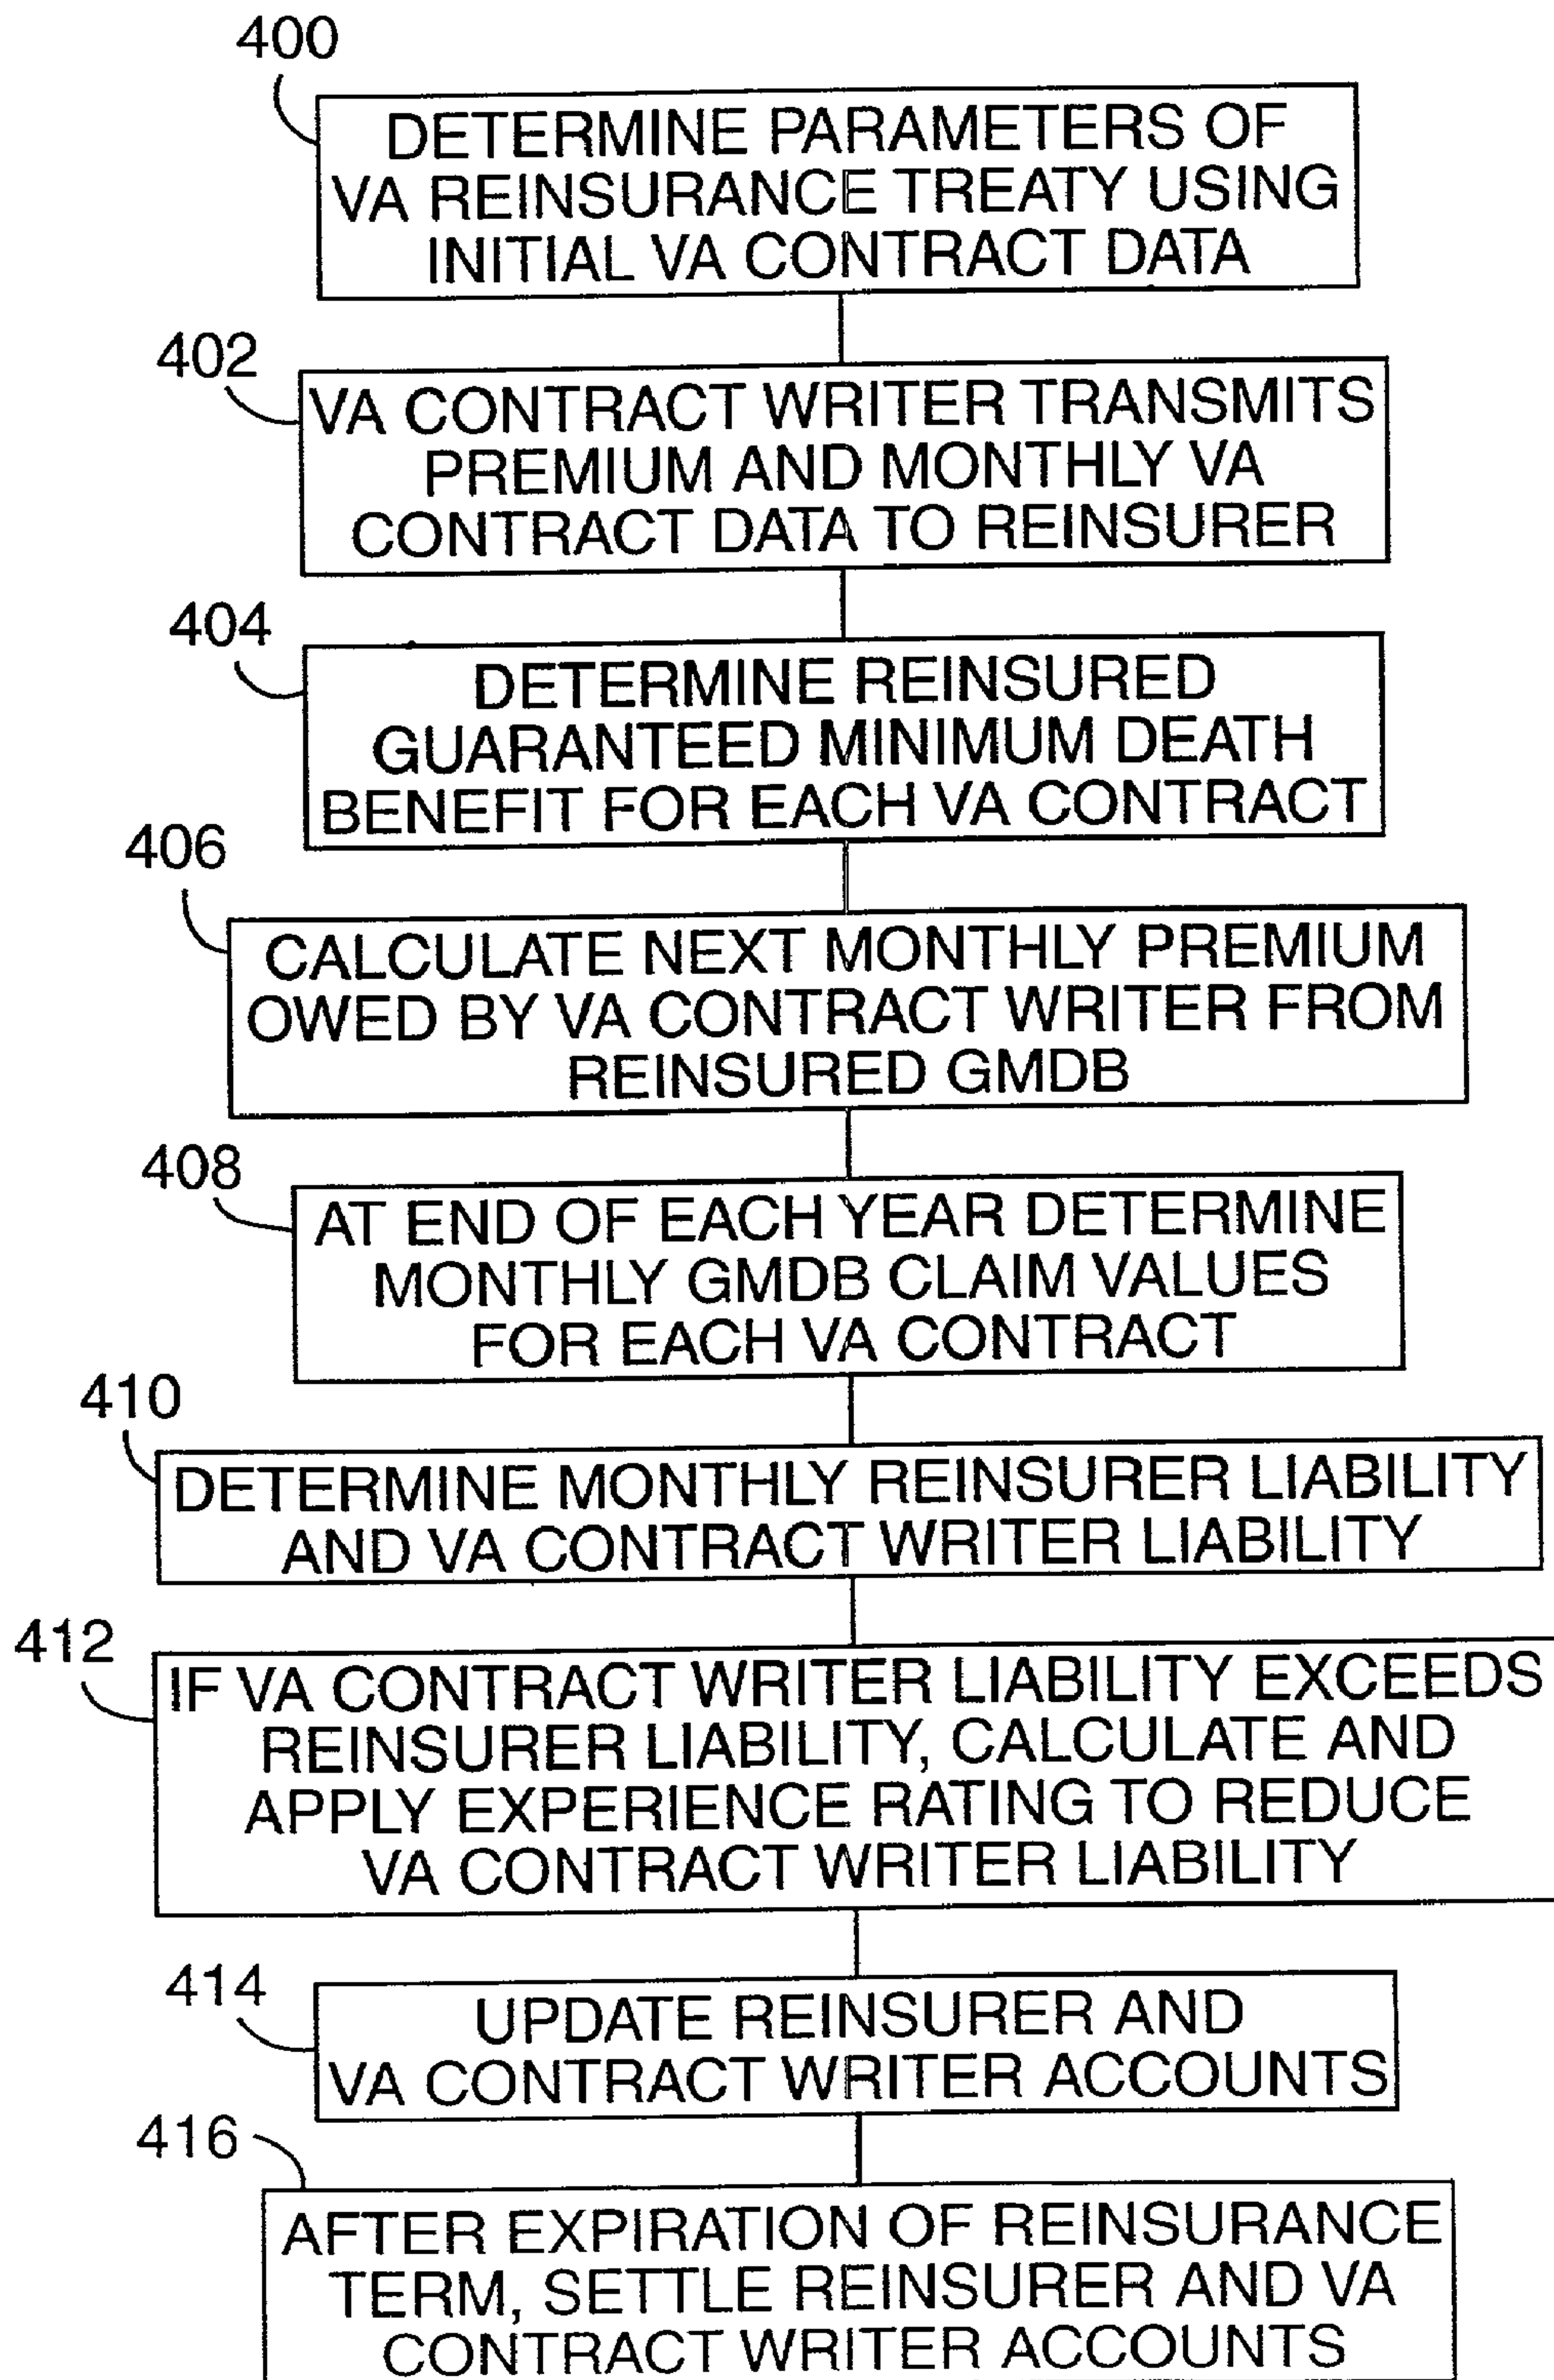 400
DETERMINE PARAMETERS OF
VA REINSURANCE TREATY USING
INITIAL VA CONTRACT DATA
402
VA CONTRACT WRITER TRANSMITS
PREMIUM AND MONTHLY VA
CONTRACT DATA TO REINSURER
404
DETERMINE REINSURED
GUARANTEED MINIMUM DEATH
BENEFIT FOR EACH VA CONTRACT
406
CALCULATE NEXT MONTHLY PREMIUM
OWED BY VA CONTRACT WRITER FROM
REINSURED GMDB
408
AT END OF EACH YEAR DETERMINE
MONTHLY GMDB CLAIM VALUES
FOR EACH VA CONTRACT
410
DETERMINE MONTHLY REINSURER LIABILITY
AND VA CONTRACT WRITER LIABILITY
412
IF VA CONTRACT WRITER LIABILITY EXCEEDS
REINSURER LIABILITY, CALCULATE AND
APPLY EXPERIENCE RATING TO REDUCE
VA CONTRACT WRITER LIABILITY
414
UPDATE REINSURER AND
VA CONTRACT WRITER ACCOUNTS
416
AFTER EXPIRATION OF REINSURANCE
TERM, SETTLE REINSURER AND VA
CONTRACT WRITER ACCOUNTS